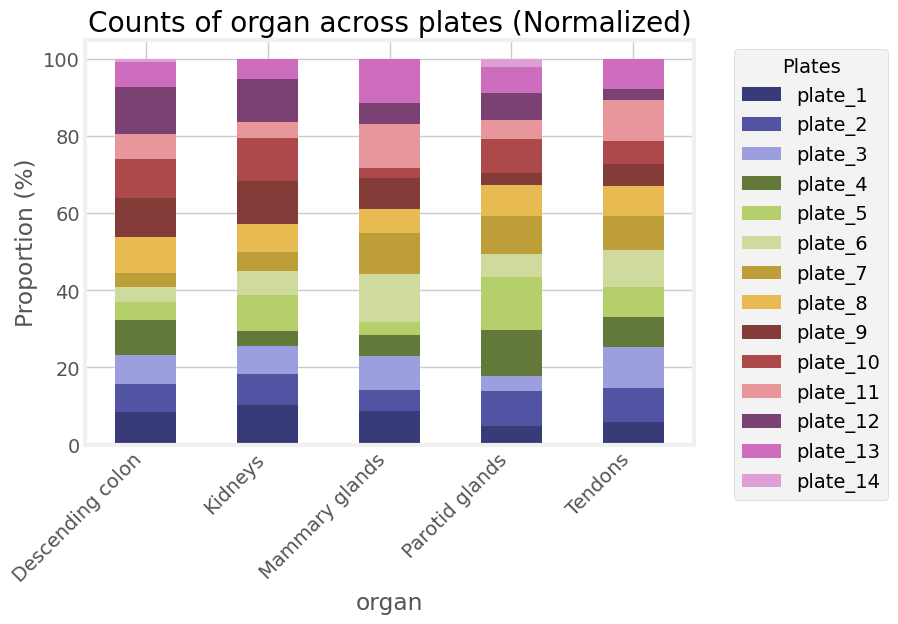 Counts of organ across plates (Normalized)
Proportion (%)
100
80
60
40
20
0
Descending colon
Kidneys
Mammary glands
Parotid glands
Tendons
organ
Plates
plate_1
plate_2
plate_3
plate_4
plate_5
plate_6
plate_7
plate_8
plate_9
plate_10
plate_11
plate_12
plate_13
plate_14